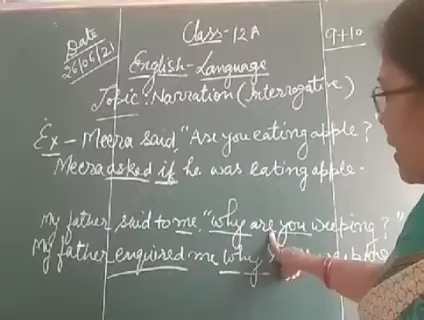 Date
26/06/21
Class-12A
9+10
English-Language
Topic: Narration (Interrogative)
Ex - Meera said, "Are you eating apple?"
Meera asked if he was eating apple.
My father said to me, "Why are you weeping?"
My father enquired me why